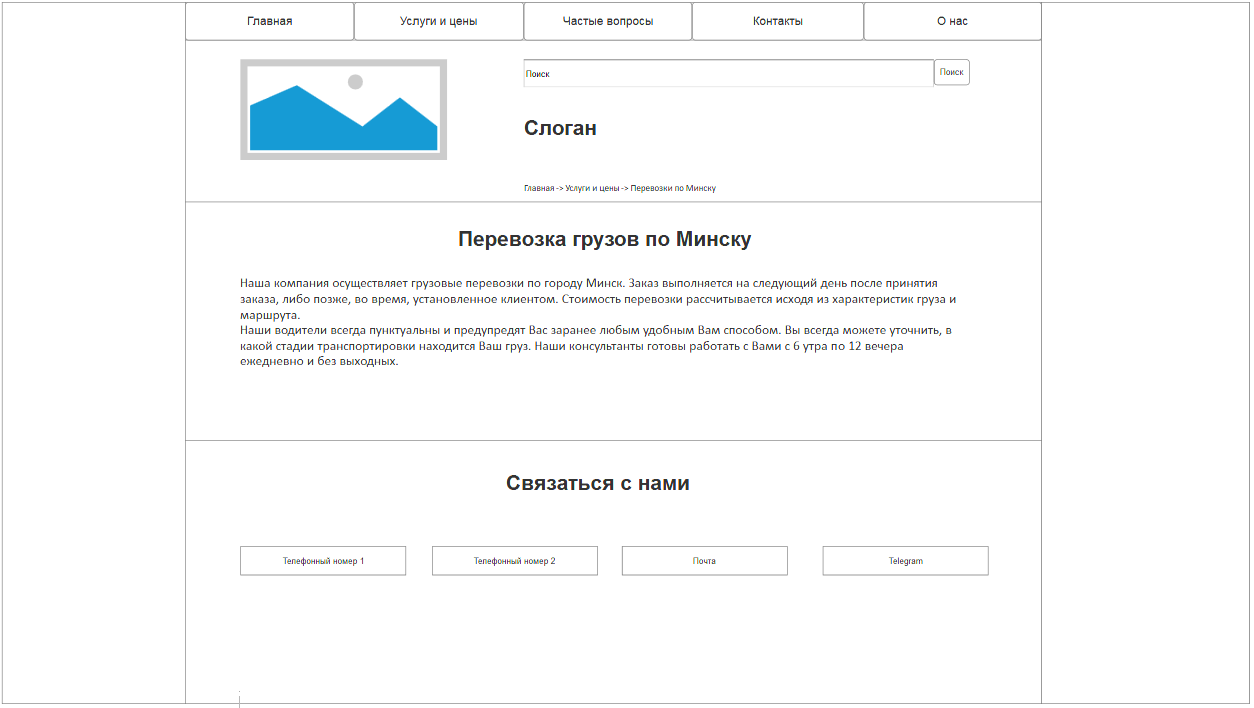 Главная Услуги и цены Частые вопросы Контакты О нас
Поиск Поиск
Слоган
Главная -> Услуги и цены -> Перевозки по Минску
Перевозка грузов по Минску
Наша компания осуществляет грузовые перевозки по городу Минск. Заказ выполняется на следующий день после принятия
заказа, либо позже, во время, установленное клиентом. Стоимость перевозки рассчитывается исходя из характеристик груза и
маршрута.
Наши водители всегда пунктуальны и предупредят Вас заранее любым удобным Вам способом. Вы всегда можете уточнить, в
какой стадии транспортировки находится Ваш груз. Наши консультанты готовы работать с Вами с 6 утра по 12 вечера
ежедневно и без выходных.
Связаться с нами
Телефонный номер 1 Телефонный номер 2 Почта Telegram